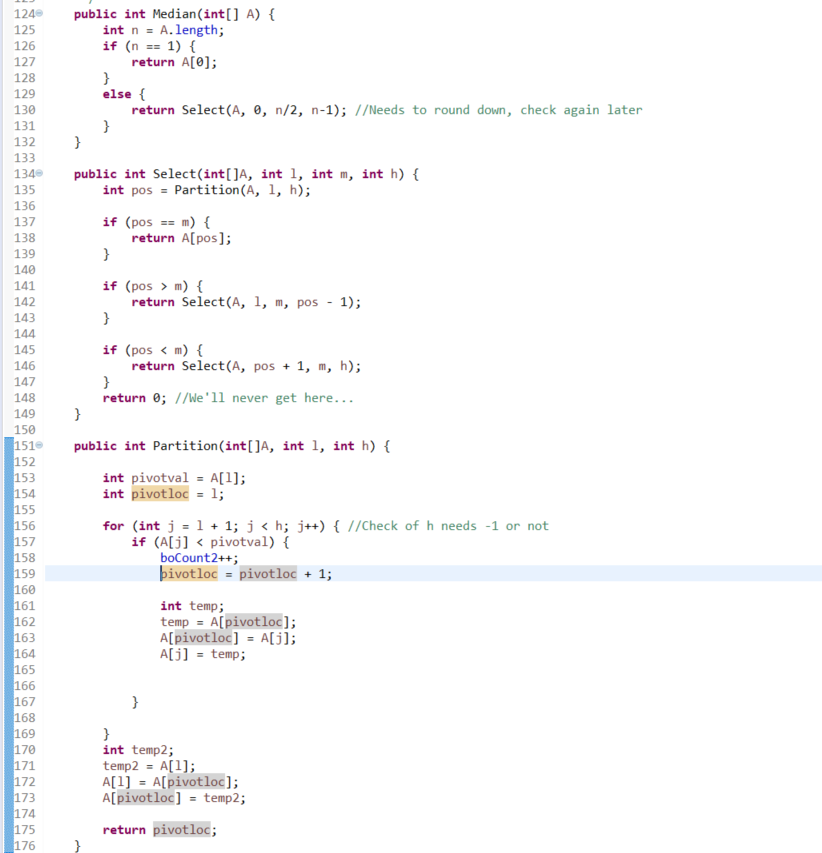 124 public int Median(int[] A) {
125 int n = A.length;
126 if (n == 1) {
127 return A[0];
128 }
129 else {
130 return Select(A, 0, n/2, n-1); //Needs to round down, check again later
131 }
132 }
133
134 public int Select(int[]A, int l, int m, int h) {
135 int pos = Partition(A, l, h);
136
137 if (pos == m) {
138 return A[pos];
139 }
140
141 if (pos > m) {
142 return Select(A, l, m, pos - 1);
143 }
144
145 if (pos < m) {
146 return Select(A, pos + 1, m, h);
147 }
148 return 0; //We'll never get here...
149 }
150
151 public int Partition(int[]A, int l, int h) {
152
153 int pivotval = A[l];
154 int pivotloc = l;
155
156 for (int j = l + 1; j < h; j++) { //Check of h needs -1 or not
157 if (A[j] < pivotval) {
158 boCount2++;
159 pivotloc = pivotloc + 1;
160
161 int temp;
162 temp = A[pivotloc];
163 A[pivotloc] = A[j];
164 A[j] = temp;
165
166
167 }
168
169 }
170 int temp2;
171 temp2 = A[l];
172 A[l] = A[pivotloc];
173 A[pivotloc] = temp2;
174
175 return pivotloc;
176 }